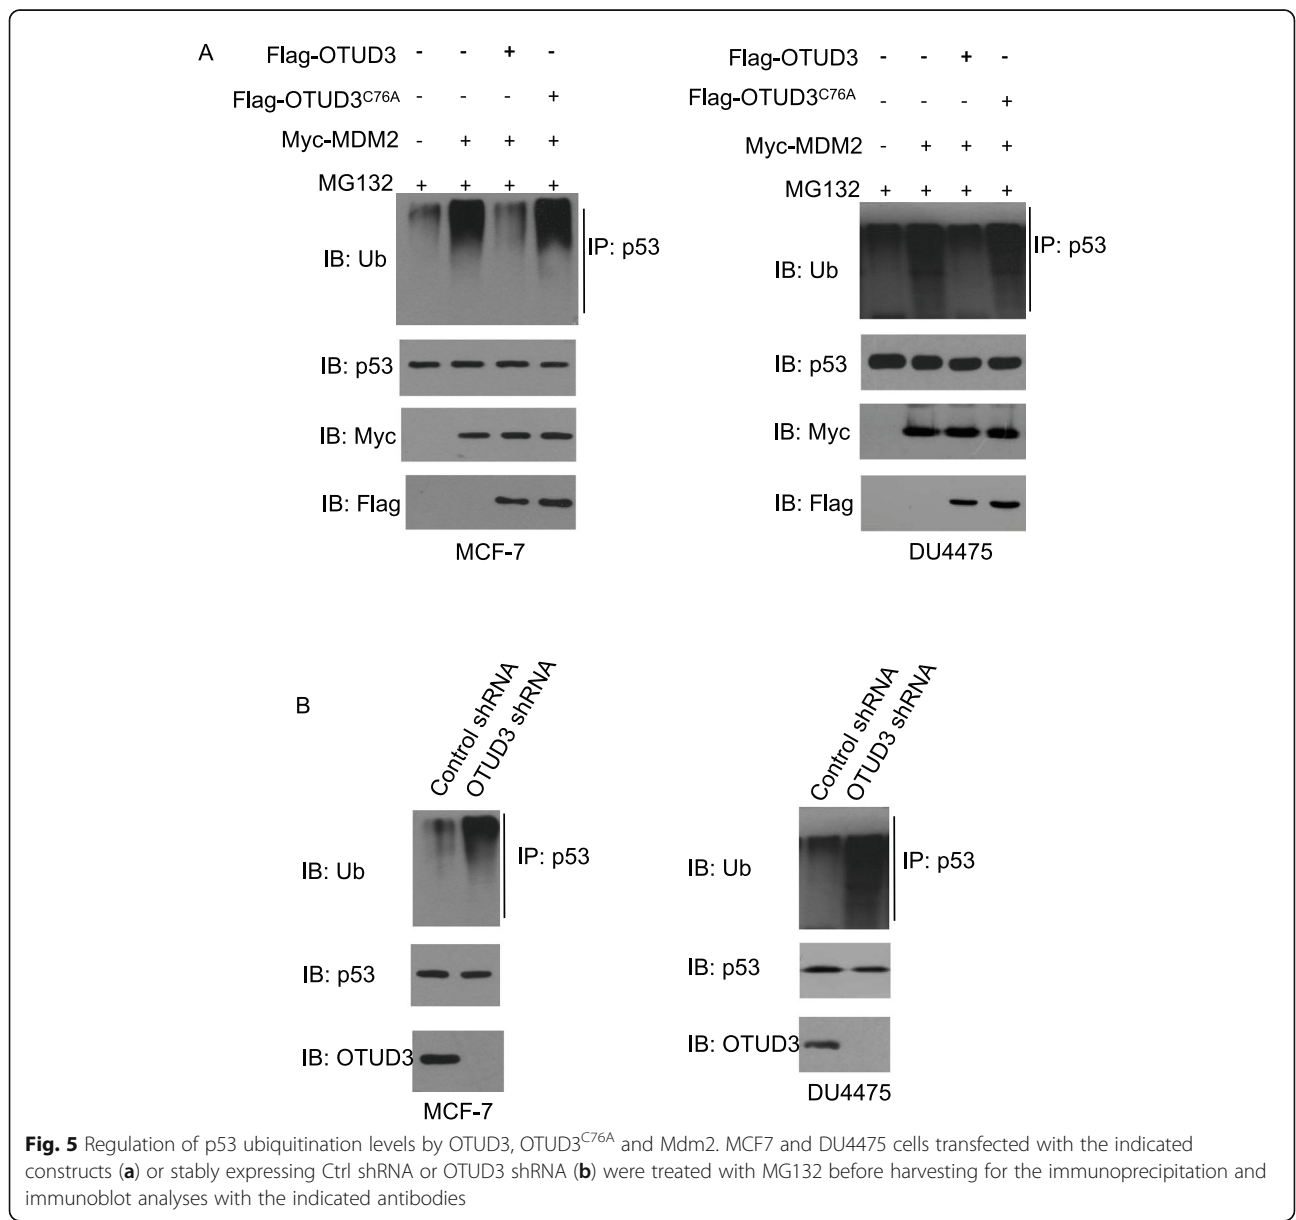 A
Flag-OTUD3 - - + -
Flag-OTUD3C76A - - - +
Myc-MDM2 - + + +
MG132 + + + +
IB: Ub
IP: p53
IB: p53
IB: Myc
IB: Flag
MCF-7
Flag-OTUD3 - - + -
Flag-OTUD3C76A - - - +
Myc-MDM2 - + + +
MG132 + + + +
IB: Ub
IP: p53
IB: p53
IB: Myc
IB: Flag
DU4475
B
Control shRNA
OTUD3 shRNA
IB: Ub
IP: p53
IB: p53
IB: OTUD3
MCF-7
Control shRNA
OTUD3 shRNA
IB: Ub
IP: p53
IB: p53
IB: OTUD3
DU4475
Fig. 5 Regulation of p53 ubiquitination levels by OTUD3, OTUD3C76A and Mdm2. MCF7 and DU4475 cells transfected with the indicated
constructs (a) or stably expressing Ctrl shRNA or OTUD3 shRNA (b) were treated with MG132 before harvesting for the immunoprecipitation and
immunoblot analyses with the indicated antibodies